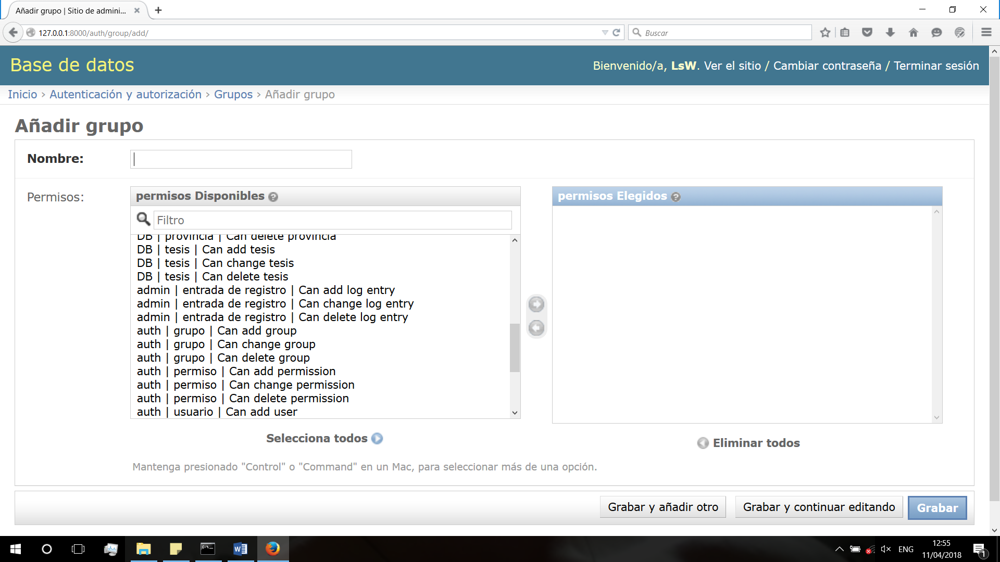 Añadir grupo | Sitio de admini...
127.0.0.1:8000/auth/group/add/
Buscar
Base de datos
Bienvenido/a, LsW. Ver el sitio / Cambiar contraseña / Terminar sesión
Inicio › Autenticación y autorización › Grupos › Añadir grupo
Añadir grupo
Nombre:
Permisos:
permisos Disponibles
Filtro
DB | provincia | Can delete provincia
DB | tesis | Can add tesis
DB | tesis | Can change tesis
DB | tesis | Can delete tesis
admin | entrada de registro | Can add log entry
admin | entrada de registro | Can change log entry
admin | entrada de registro | Can delete log entry
auth | grupo | Can add group
auth | grupo | Can change group
auth | grupo | Can delete group
auth | permiso | Can add permission
auth | permiso | Can change permission
auth | permiso | Can delete permission
auth | usuario | Can add user
Selecciona todos
permisos Elegidos
Eliminar todos
Mantenga presionado "Control" o "Command" en un Mac, para seleccionar más de una opción.
Grabar y añadir otro
Grabar y continuar editando
Grabar
ENG
12:55
11/04/2018
1